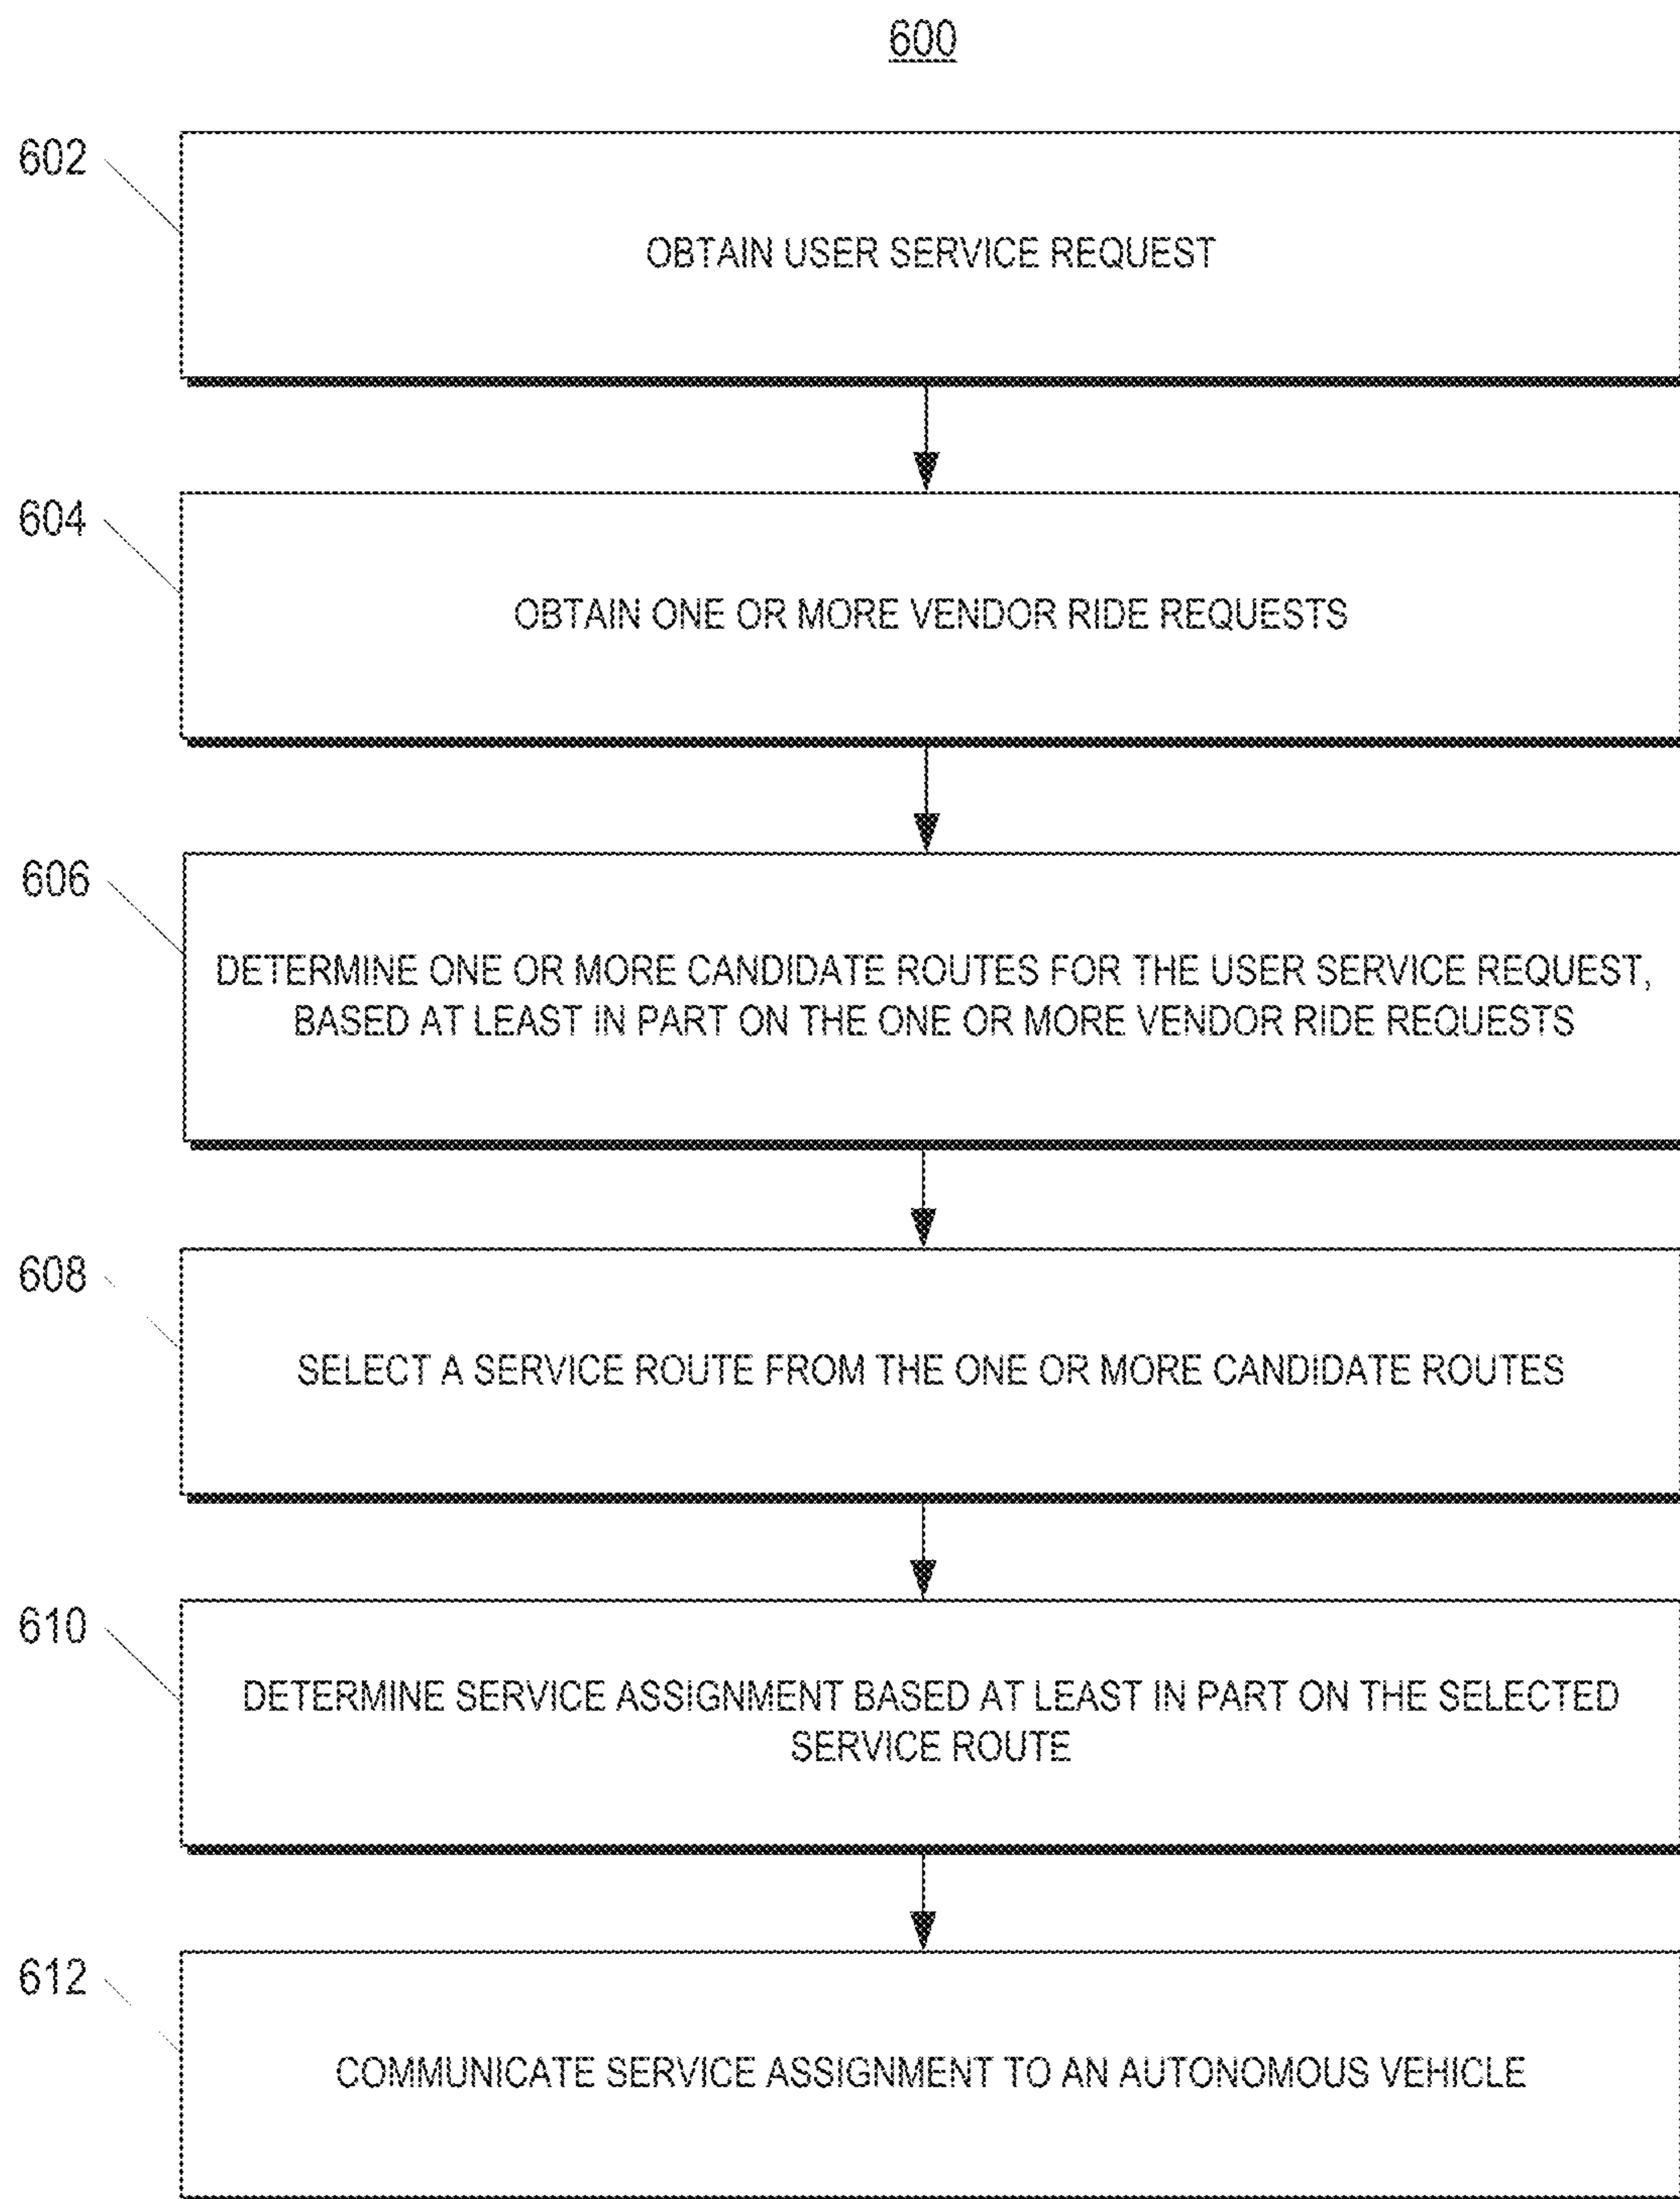 600
602
OBTAIN USER SERVICE REQUEST
604
OBTAIN ONE OR MORE VENDOR RIDE REQUESTS
606
DETERMINE ONE OR MORE CANDIDATE ROUTES FOR THE USER SERVICE REQUEST,
BASED AT LEAST IN PART ON THE ONE OR MORE VENDOR RIDE REQUESTS
608
SELECT A SERVICE ROUTE FROM THE ONE OR MORE CANDIDATE ROUTES
610
DETERMINE SERVICE ASSIGNMENT BASED AT LEAST IN PART ON THE SELECTED
SERVICE ROUTE
612
COMMUNICATE SERVICE ASSIGNMENT TO AN AUTONOMOUS VEHICLE